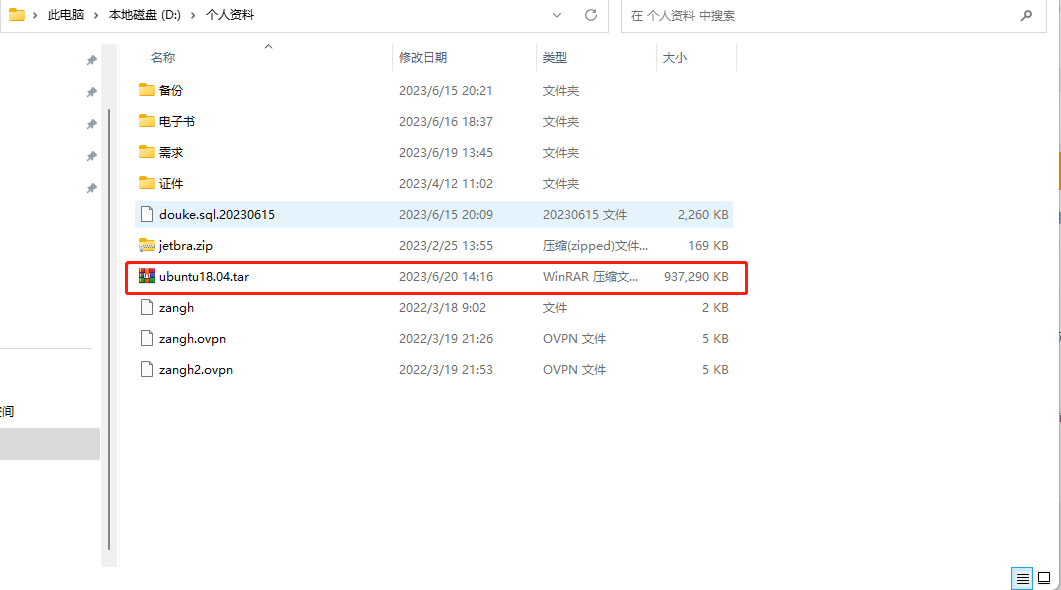 此电脑 > 本地磁盘 (D:) > 个人资料 在 个人资料 中搜索
名称 修改日期 类型 大小
备份 2023/6/15 20:21 文件夹
电子书 2023/6/16 18:37 文件夹
需求 2023/6/19 13:45 文件夹
证件 2023/4/12 11:02 文件夹
douke.sql.20230615 2023/6/15 20:09 20230615 文件 2,260 KB
jetbra.zip 2023/2/25 13:55 压缩(zipped)文件... 169 KB
ubuntu18.04.tar 2023/6/20 14:16 WinRAR 压缩文... 937,290 KB
zangh 2022/3/18 9:02 文件 2 KB
zangh.ovpn 2022/3/19 21:26 OVPN 文件 5 KB
zangh2.ovpn 2022/3/19 21:53 OVPN 文件 5 KB
间